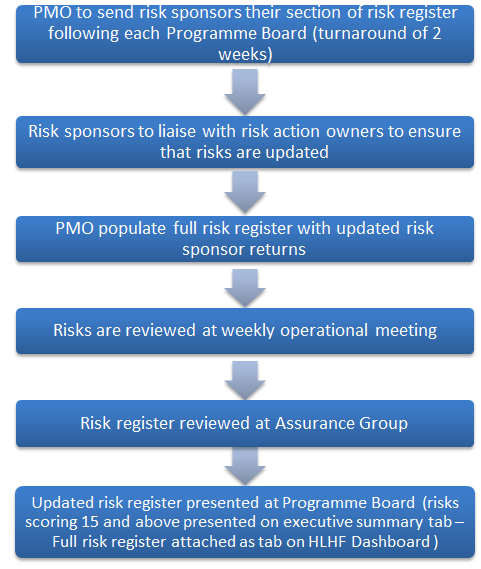 PMO to send risk sponsors their section of risk register
following each Programme Board (turnaround of 2
weeks)
Risk sponsors to liaise with risk action owners to ensure
that risks are updated
PMO populate full risk register with updated risk
sponsor returns
Risks are reviewed at weekly operational meeting
Risk register reviewed at Assurance Group
Updated risk register presented at Programme Board (risks
scoring 15 and above presented on executive summary tab –
Full risk register attached as tab on HLHF Dashboard )